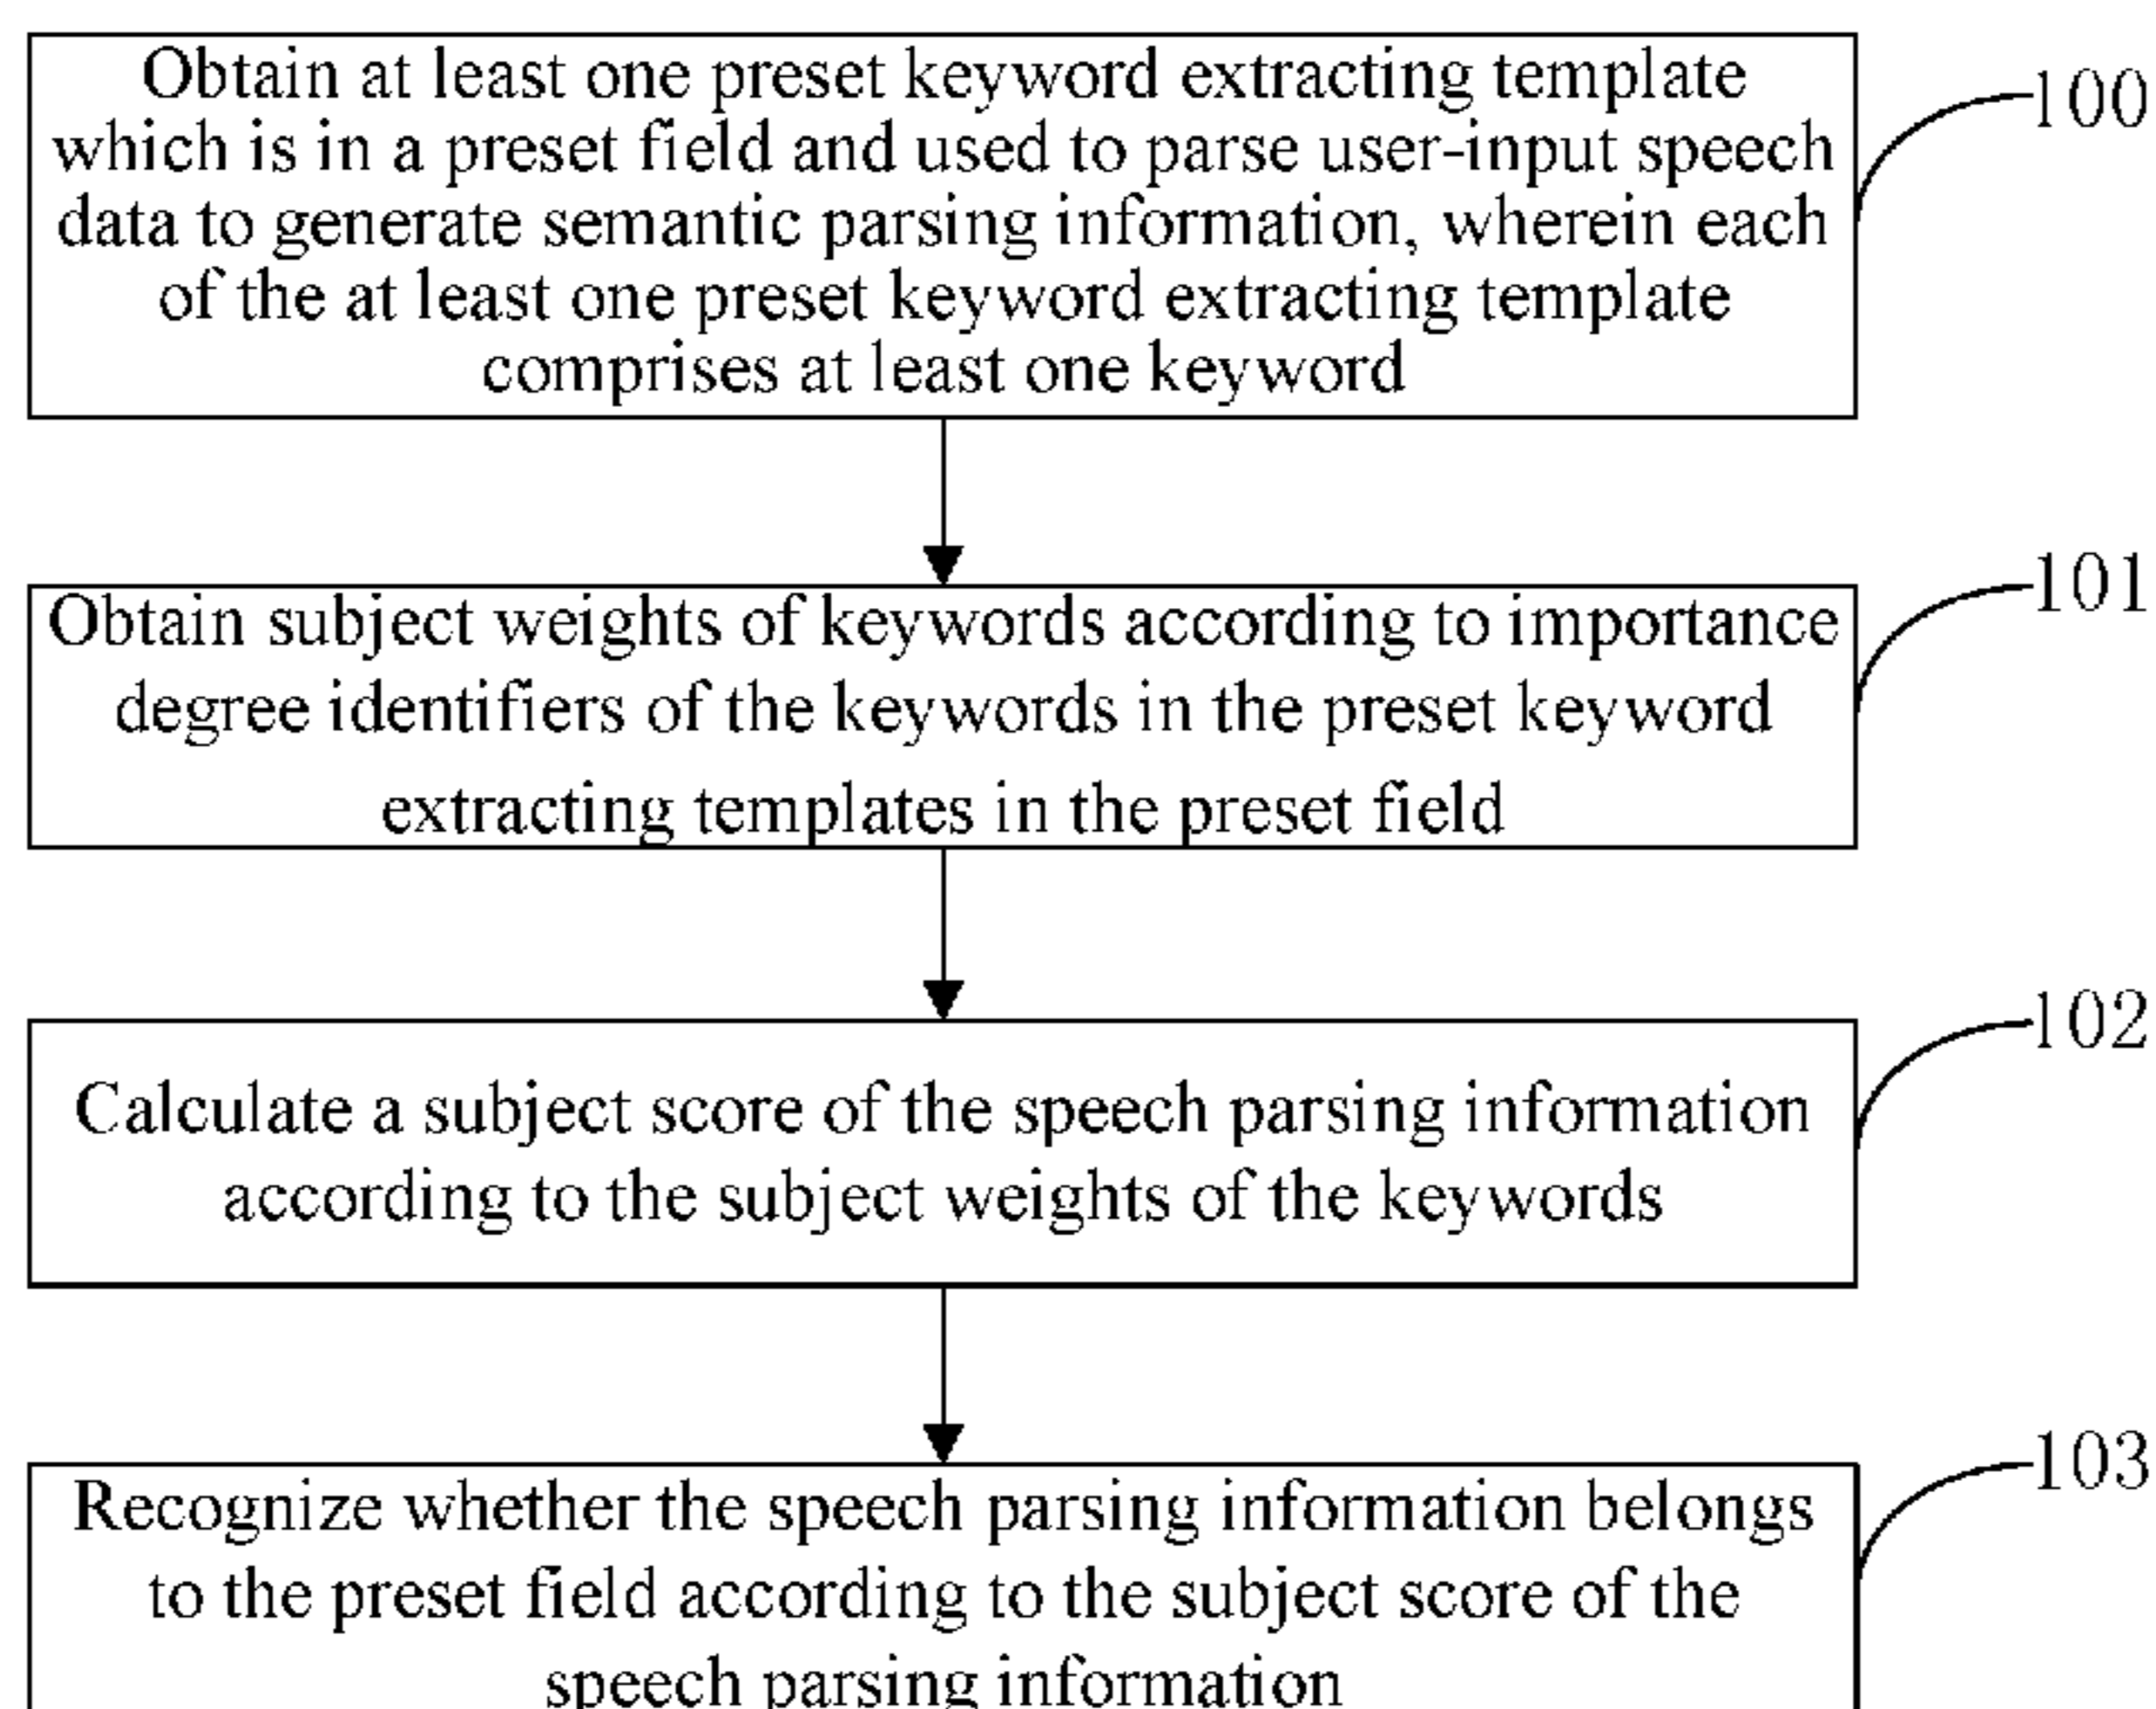 Obtain at least one preset keyword extracting template
which is in a preset field and used to parse user-input speech
data to generate semantic parsing information, wherein each
of the at least one preset keyword extracting template
comprises at least one keyword
100
Obtain subject weights of keywords according to importance
degree identifiers of the keywords in the preset keyword
extracting templates in the preset field
101
Calculate a subject score of the speech parsing information
according to the subject weights of the keywords
102
Recognize whether the speech parsing information belongs
to the preset field according to the subject score of the
speech parsing information
103